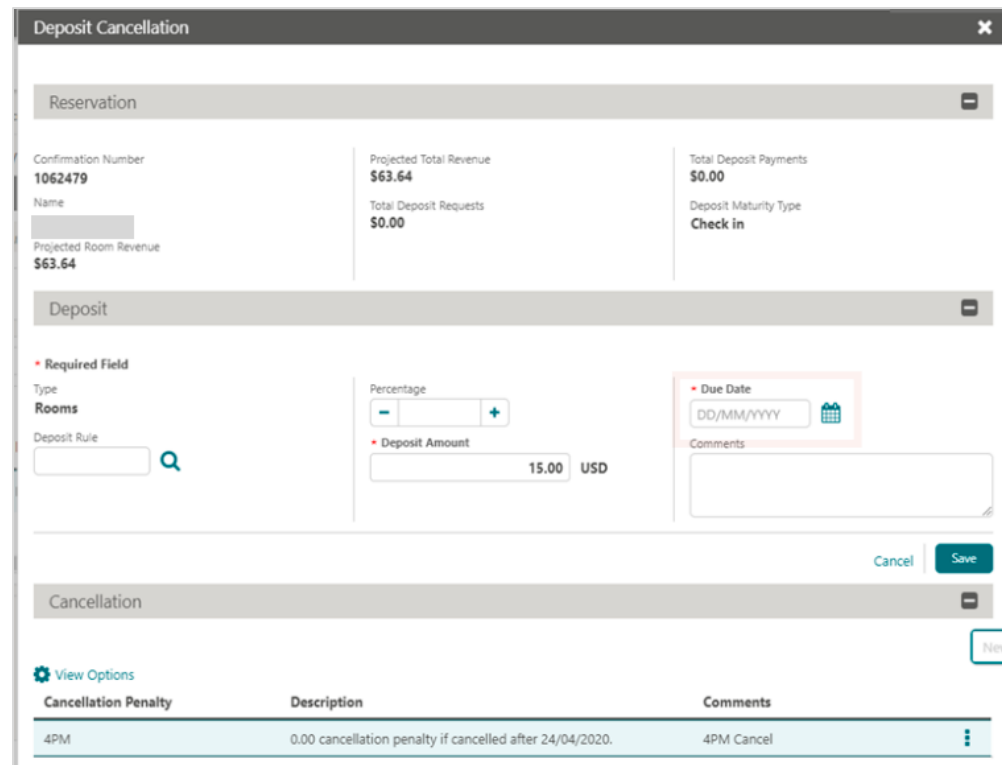 Deposit Cancellation
Reservation
Confirmation Number
1062479
Name
Projected Room Revenue
$63.64
Projected Total Revenue
$63.64
Total Deposit Requests
$0.00
Total Deposit Payments
$0.00
Deposit Maturity Type
Check in
Deposit
* Required Field
Type
Rooms
Deposit Rule
Percentage
* Deposit Amount
15.00 USD
* Due Date
DD/MM/YYYY
Comments
Cancel
Save
Cancellation
New
View Options
Cancellation Penalty Description Comments
4PM 0.00 cancellation penalty if cancelled after 24/04/2020. 4PM Cancel